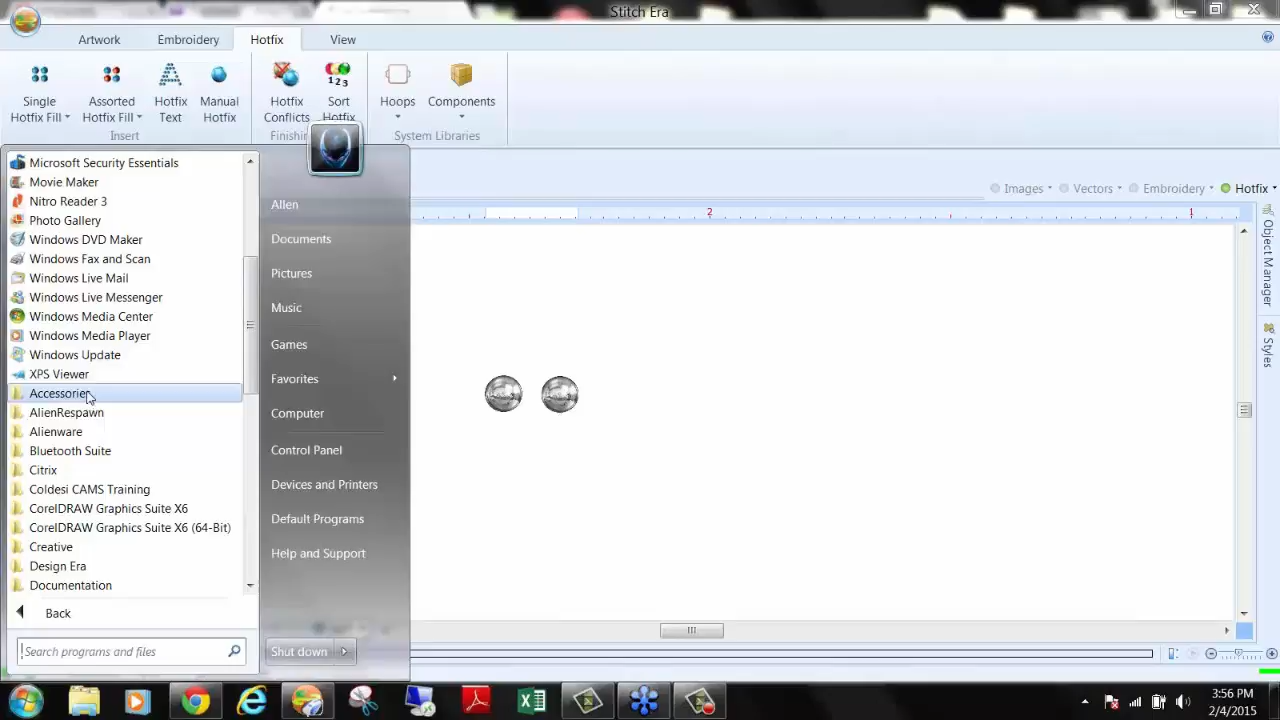 Stitch Era
Artwork
Embroidery
Hotfix
View
Single
Hotfix Fill
Assorted
Hotfix Fill
Hotfix
Text
Manual
Hotfix
Hotfix
Conflicts
1 2 3
Sort
Hotfix
Hoops
Components
Insert
Finishin
System Libraries
Images
Vectors
Embroidery
Hotfix
2
1
Object Manager
Styles
Microsoft Security Essentials
Movie Maker
Nitro Reader 3
Photo Gallery
Windows DVD Maker
Windows Fax and Scan
Windows Live Mail
Windows Live Messenger
Windows Media Center
Windows Media Player
Windows Update
XPS Viewer
Accessories
AlienRespawn
Alienware
Bluetooth Suite
Citrix
Coldesi CAMS Training
CorelDRAW Graphics Suite X6
CorelDRAW Graphics Suite X6 (64-Bit)
Creative
Design Era
Documentation
Back
Search programs and files
Allen
Documents
Pictures
Music
Games
Favorites
Computer
Control Panel
Devices and Printers
Default Programs
Help and Support
Shut down
3:56 PM
2/4/2015